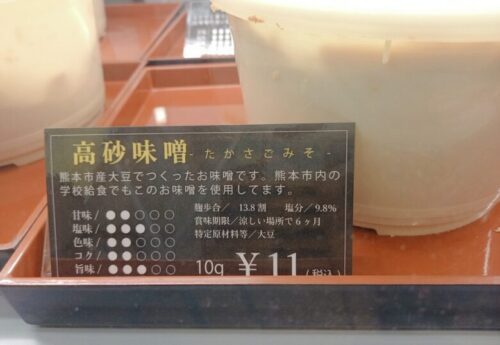 高砂味噌 -たかさごみそ-
熊本市産大豆でつくったお味噌です。熊本市内の
学校給食でもこのお味噌を使用してます。
甘味/●●○○○
塩味/●●○○○
色味/●●○○○
コク/●●○○○
旨味/●●●○○
麹歩合/ 13.8割 塩分/9.8%
賞味期限/涼しい場所で6ヶ月
特定原材料等/大豆
10g ¥11/(税込)